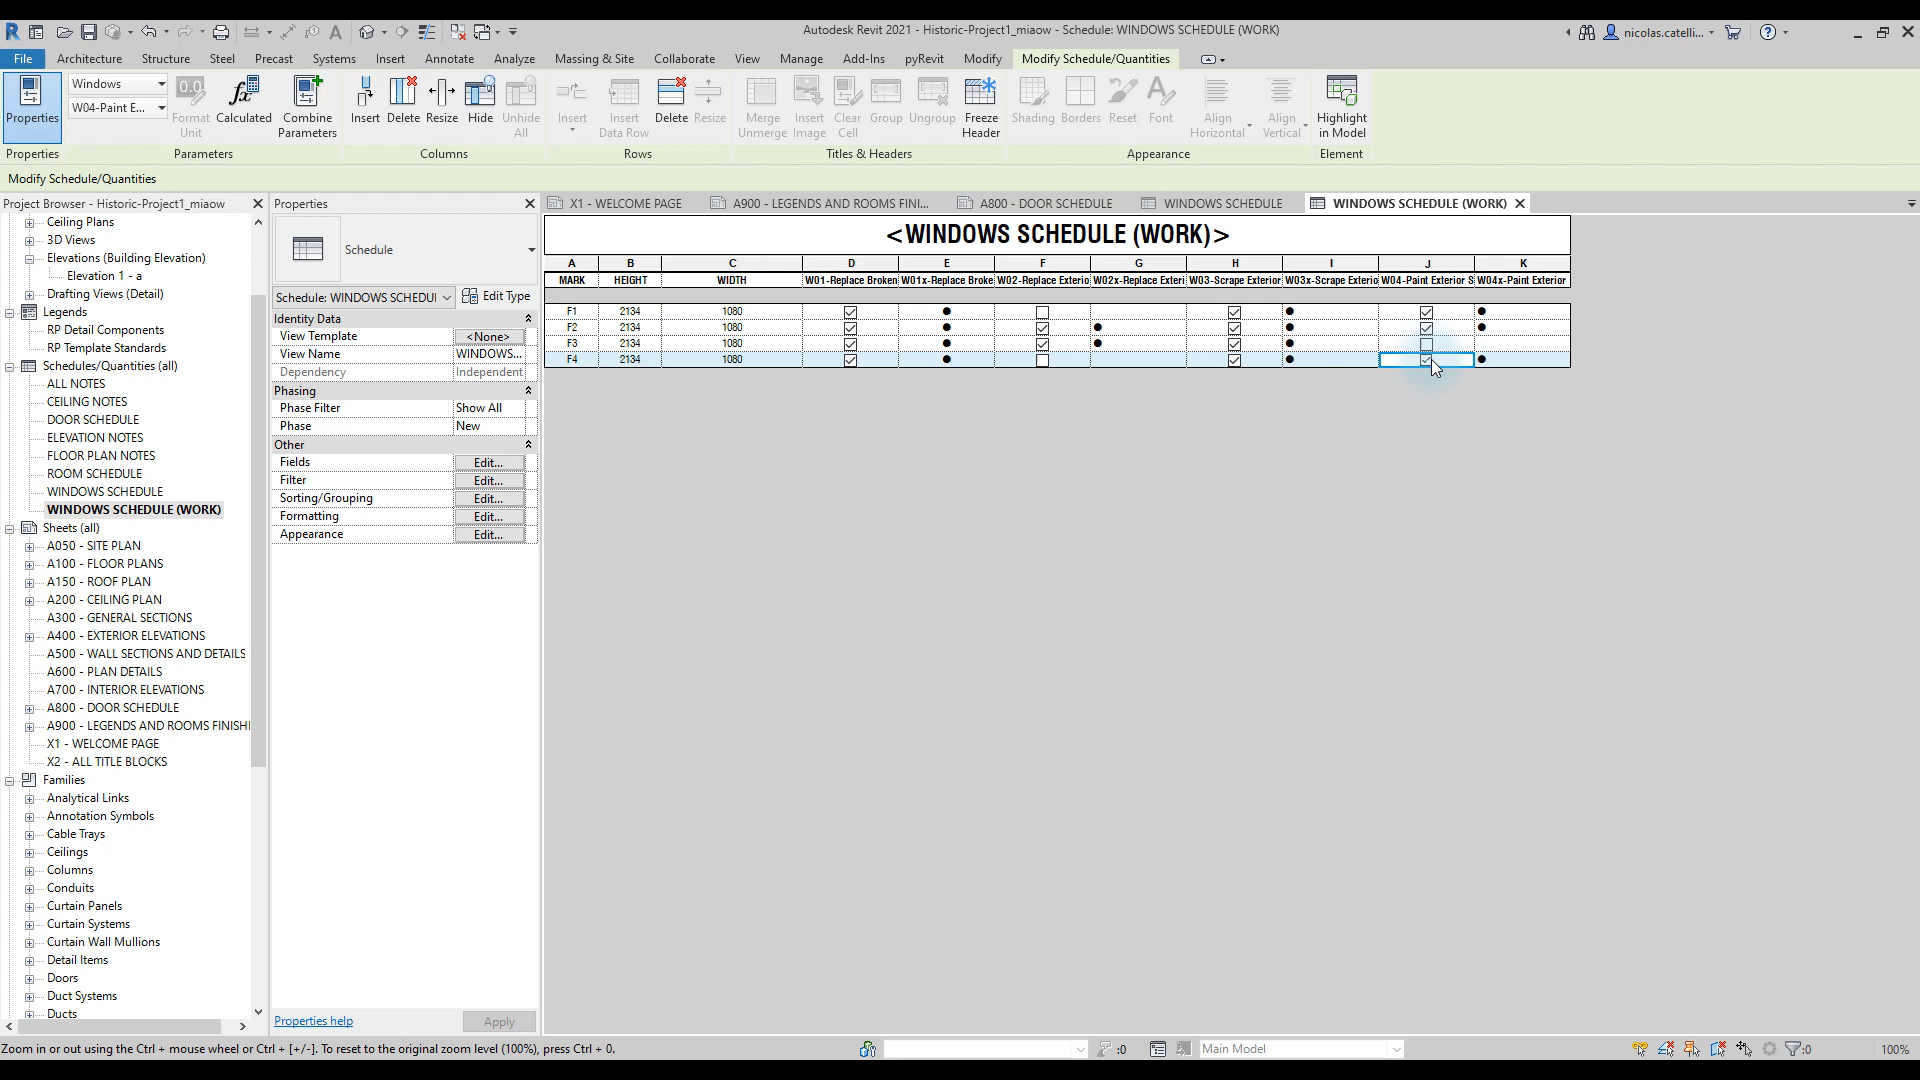 Autodesk Revit 2021 - Historic-Project1_miaow - Schedule: WINDOWS SCHEDULE (WORK)
nicolas.catelli...
File Architecture Structure Steel Precast Systems Insert Annotate Analyze Massing & Site Collaborate View Manage Add-Ins pyRevit Modify Modify Schedule/Quantities
Properties
Windows
W04-Paint E...
Format Unit
Calculated
Combine Parameters
Insert
Delete
Resize
Hide
Unhide All
Insert
Insert Data Row
Delete
Resize
Merge Unmerge
Insert Image
Clear Cell
Group
Ungroup
Freeze Header
Shading
Borders
Reset
Font
Align Horizontal
Align Vertical
Highlight in Model
Properties Parameters Columns Rows Titles & Headers Appearance Element
Modify Schedule/Quantities
Project Browser - Historic-Project1_miaow
Ceiling Plans
3D Views
Elevations (Building Elevation)
Elevation 1 - a
Drafting Views (Detail)
Legends
RP Detail Components
RP Template Standards
Schedules/Quantities (all)
ALL NOTES
CEILING NOTES
DOOR SCHEDULE
ELEVATION NOTES
FLOOR PLAN NOTES
ROOM SCHEDULE
WINDOWS SCHEDULE
WINDOWS SCHEDULE (WORK)
Sheets (all)
A050 - SITE PLAN
A100 - FLOOR PLANS
A150 - ROOF PLAN
A200 - CEILING PLAN
A300 - GENERAL SECTIONS
A400 - EXTERIOR ELEVATIONS
A500 - WALL SECTIONS AND DETAILS
A600 - PLAN DETAILS
A700 - INTERIOR ELEVATIONS
A800 - DOOR SCHEDULE
A900 - LEGENDS AND ROOMS FINISHI
X1 - WELCOME PAGE
X2 - ALL TITLE BLOCKS
Families
Analytical Links
Annotation Symbols
Cable Trays
Ceilings
Columns
Conduits
Curtain Panels
Curtain Systems
Curtain Wall Mullions
Detail Items
Doors
Duct Systems
Ducts
Properties
Schedule
Schedule: WINDOWS SCHEDUI Edit Type
Identity Data
View Template <None>
View Name WINDOWS...
Dependency Independent
Phasing
Phase Filter Show All
Phase New
Other
Fields Edit...
Filter Edit...
Sorting/Grouping Edit...
Formatting Edit...
Appearance Edit...
Properties help Apply
X1 - WELCOME PAGE A900 - LEGENDS AND ROOMS FINI... A800 - DOOR SCHEDULE WINDOWS SCHEDULE WINDOWS SCHEDULE (WORK)
<WINDOWS SCHEDULE (WORK)>
A B C D E F G H I J K
MARK HEIGHT WIDTH W01-Replace Broken W01x-Replace Broke W02-Replace Exterio W02x-Replace Exteri W03-Scrape Exterior W03x-Scrape Exterio W04-Paint Exterior S W04x-Paint Exterior
F1 2134 1080 ● ● ●
F2 2134 1080 ● ● ● ●
F3 2134 1080 ● ● ●
F4 2134 1080 ● ● ●
Zoom in or out using the Ctrl + mouse wheel or Ctrl + [+/-]. To reset to the original zoom level (100%), press Ctrl + 0.
:0
Main Model
:0
100%